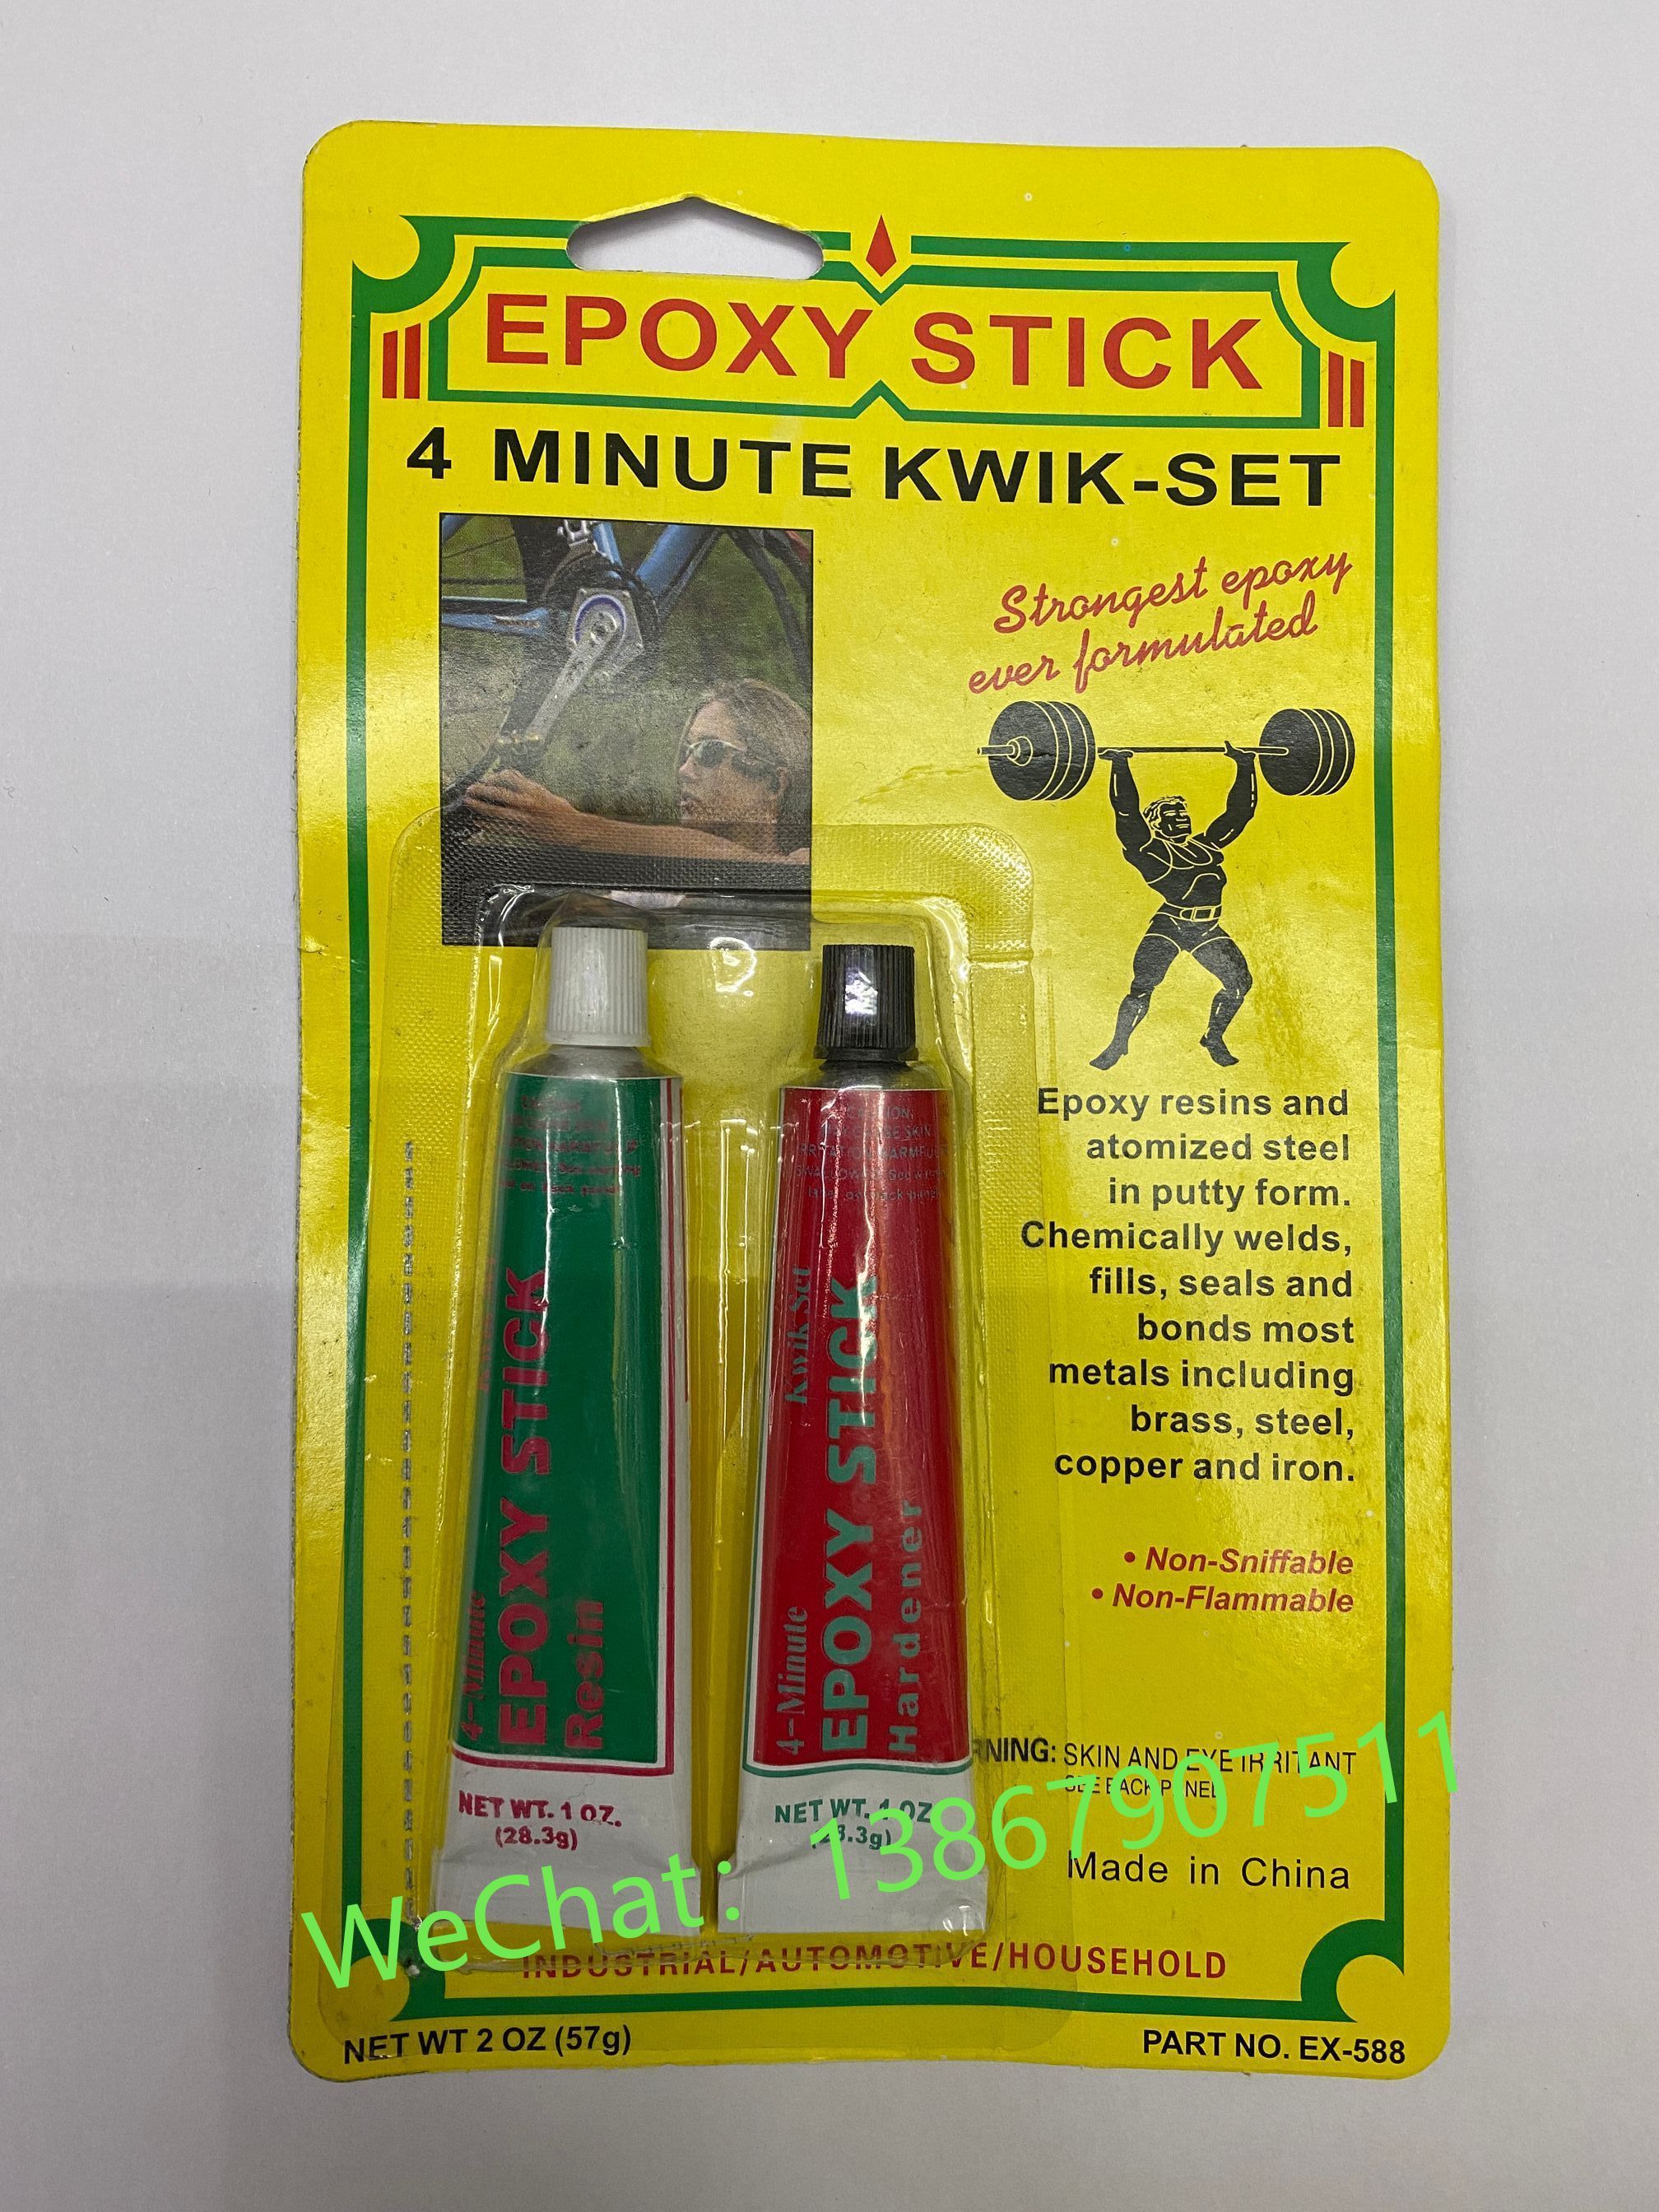 EPOXY STICK
4 MINUTE KWIK-SET
Strongest epoxy
ever formulated
Epoxy resins and
atomized steel
in putty form.
Chemically welds,
fills, seals and
bonds most
metals including
brass, steel,
copper and iron.
• Non-Sniffable
• Non-Flammable
4-Minute
EPOXY STICK
Resin
NET WT. 1 OZ.
(28.3g)
4-Minute Kwik Set
EPOXY STICK
Hardener
NET WT. 1 OZ
(28.3g)
RNING: SKIN AND EYE IRRITANT
SEE BACK PANEL
Made in China
WeChat: 13867907511
INDUSTRIAL/AUTOMOTIVE/HOUSEHOLD
NET WT 2 OZ (57g)
PART NO. EX-588